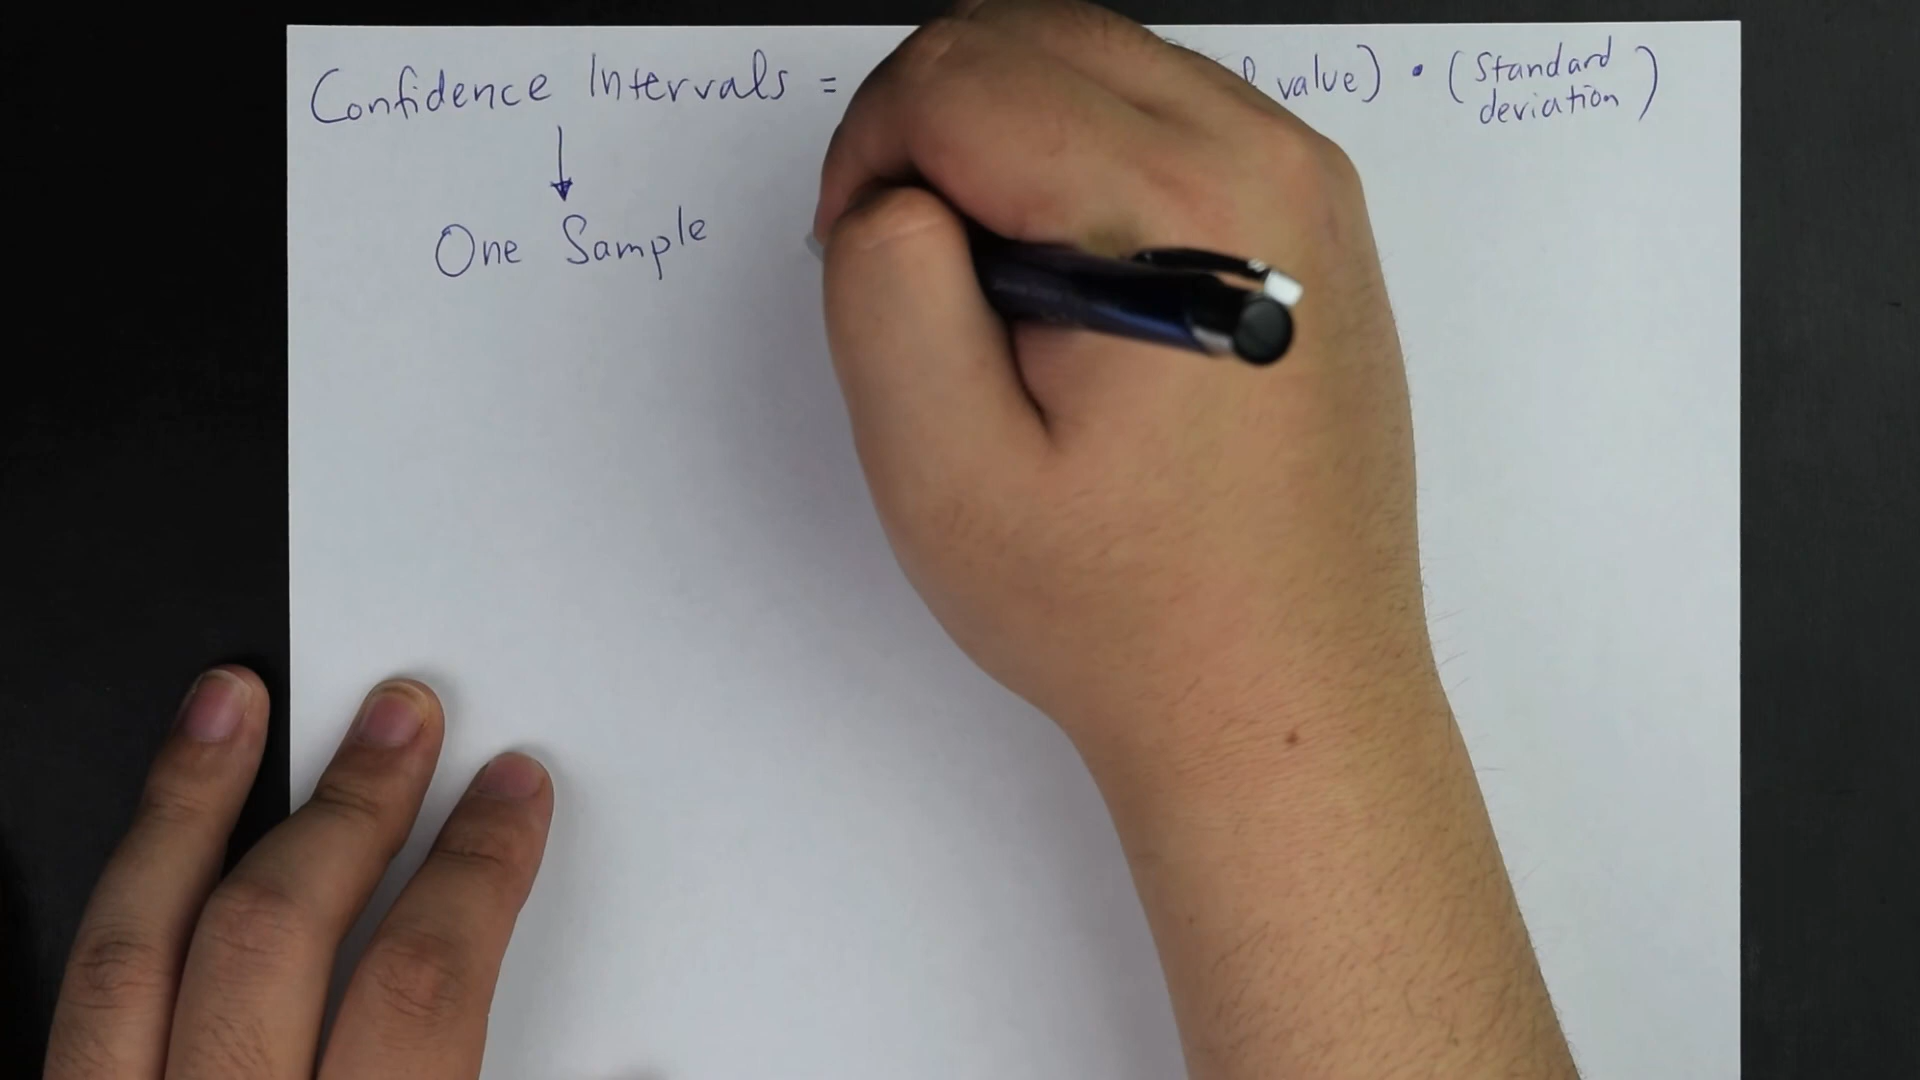 Confidence Intervals = value) • (Standard deviation)
One Sample